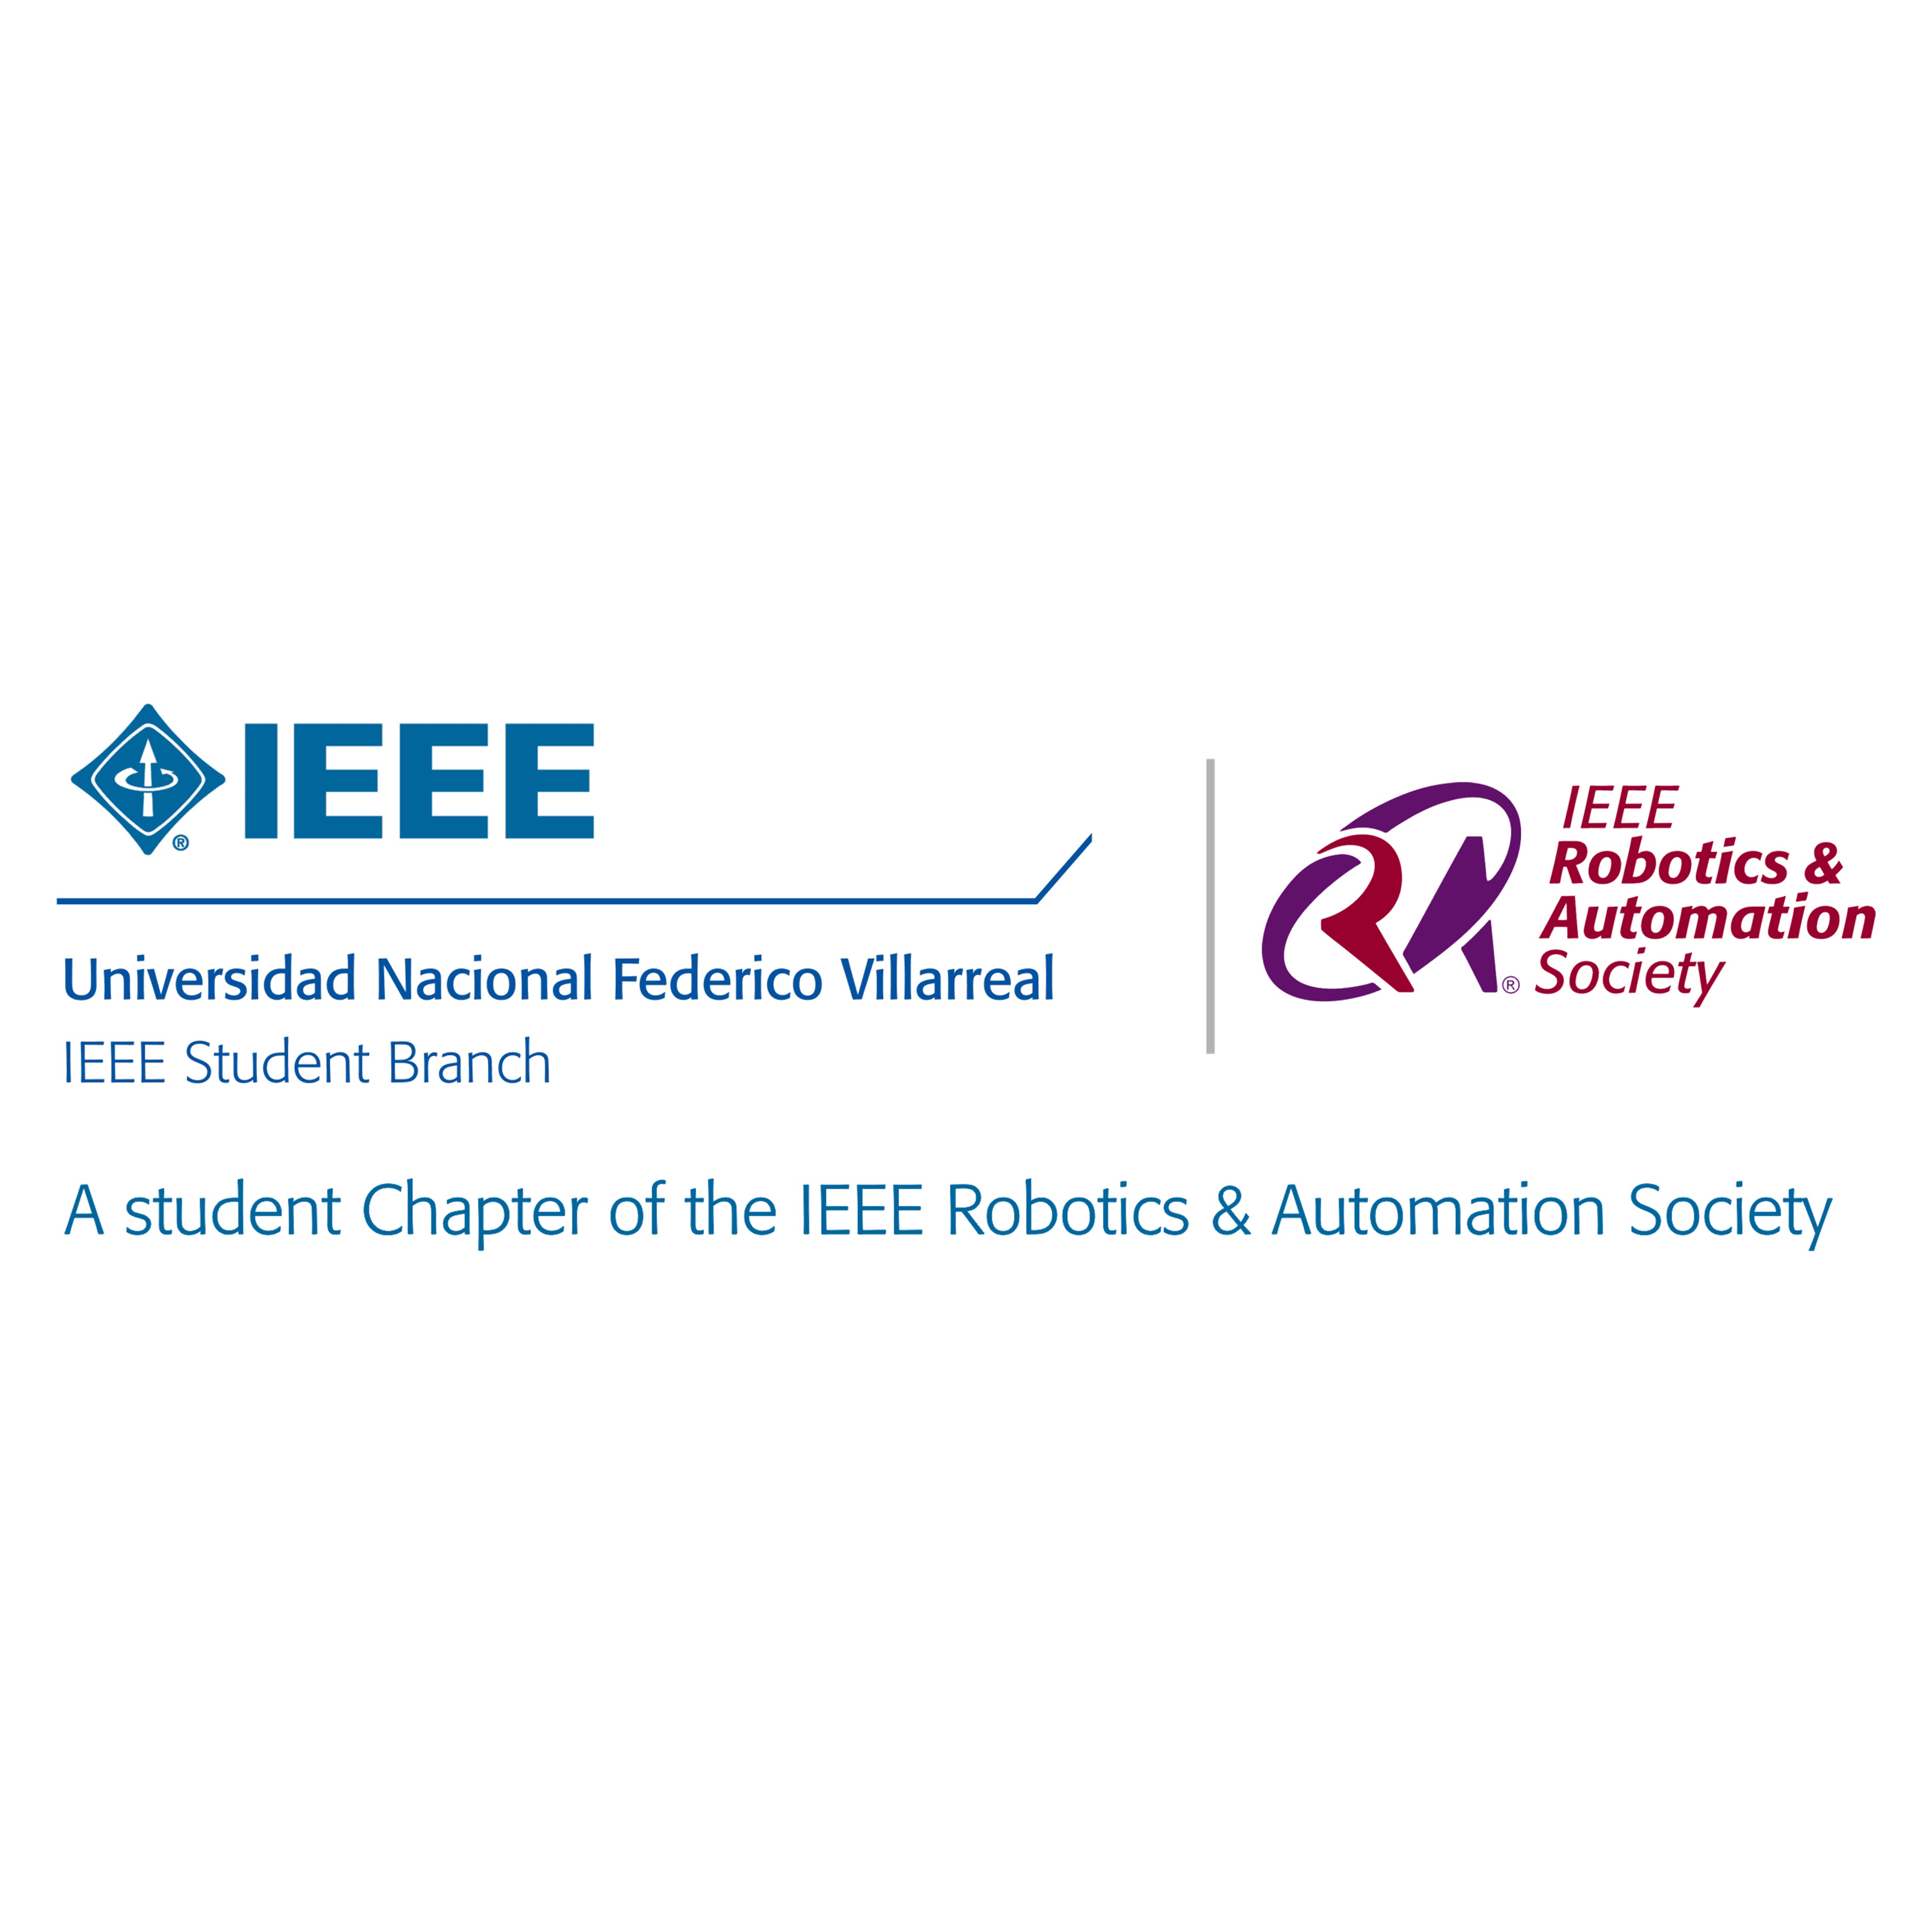 IEEE
®
Universidad Nacional Federico Villarreal
IEEE Student Branch
IEEE
Robotics &
Automation
® Society
A student Chapter of the IEEE Robotics & Automation Society